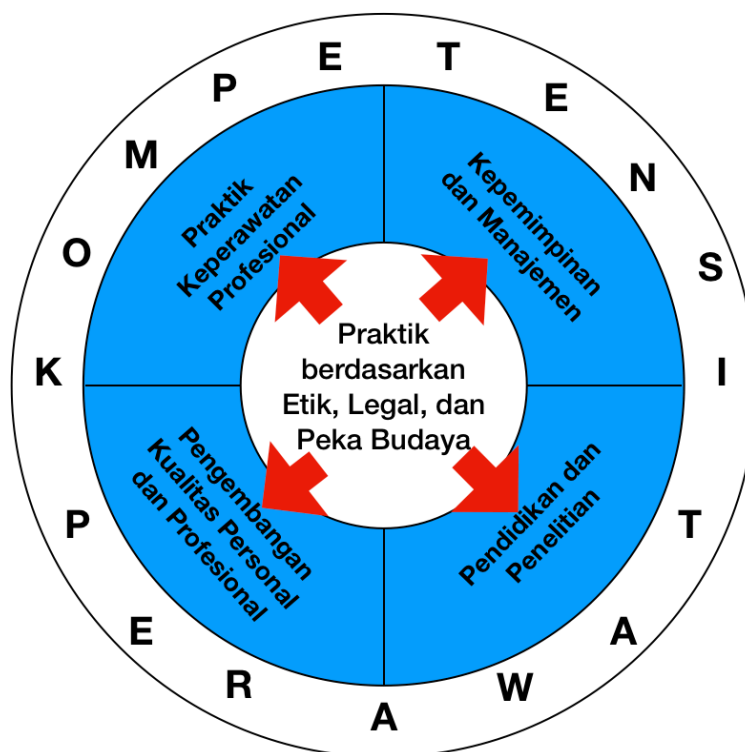 KOMPETENSI
PERAWAT
Praktik
Keperawatan
Profesional
Kepemimpinan
dan Manajemen
Praktik
berdasarkan
Etik, Legal, dan
Peka Budaya
Pengembangan
Kualitas Personal
dan Profesional
Pendidikan dan
Penelitian